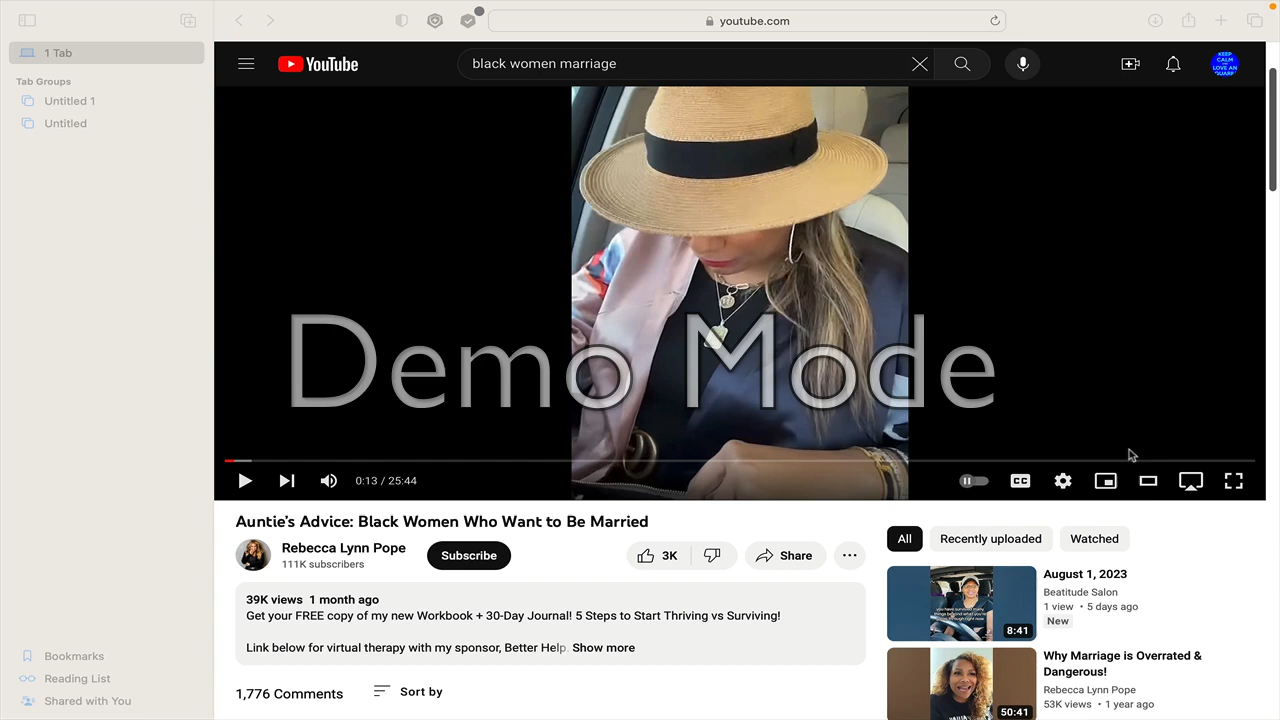 1 Tab
Tab Groups
Untitled 1
Untitled
Bookmarks
Reading List
Shared with You
youtube.com
YouTube
black women marriage
KEEP CALM
LOVE AN
Demo Mode
0:13 / 25:44
CC
Auntie's Advice: Black Women Who Want to Be Married
Rebecca Lynn Pope
111K subscribers
Subscribe
3K
Share
39K views 1 month ago
Get your FREE copy of my new Workbook + 30-Day Journal! 5 Steps to Start Thriving vs Surviving!
Link below for virtual therapy with my sponsor, Better Help. Show more
1,776 Comments
Sort by
All
Recently uploaded
Watched
8:41
August 1, 2023
Beatitude Salon
1 view • 5 days ago
New
50:41
Why Marriage is Overrated &
Dangerous!
Rebecca Lynn Pope
53K views • 1 year ago